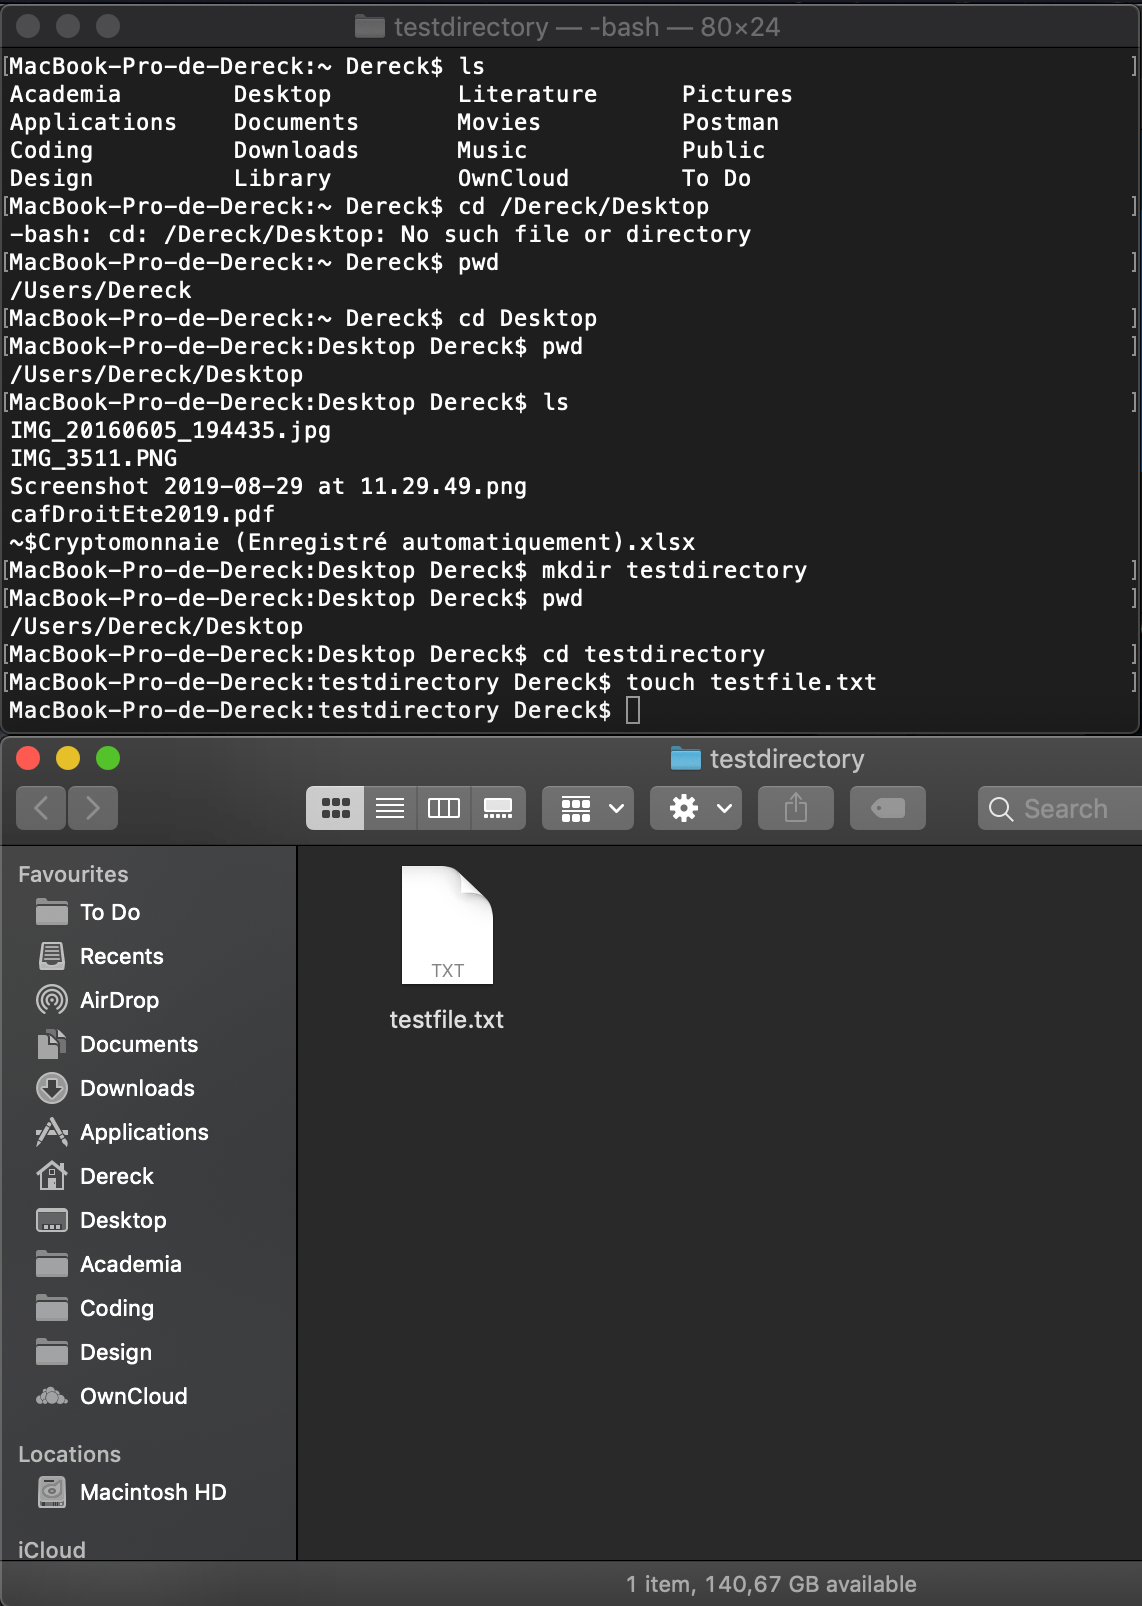 testdirectory — -bash — 80×24
MacBook-Pro-de-Dereck:~ Dereck$ ls
Academia Desktop Literature Pictures
Applications Documents Movies Postman
Coding Downloads Music Public
Design Library OwnCloud To Do
MacBook-Pro-de-Dereck:~ Dereck$ cd /Dereck/Desktop
-bash: cd: /Dereck/Desktop: No such file or directory
MacBook-Pro-de-Dereck:~ Dereck$ pwd
/Users/Dereck
MacBook-Pro-de-Dereck:~ Dereck$ cd Desktop
MacBook-Pro-de-Dereck:Desktop Dereck$ pwd
/Users/Dereck/Desktop
MacBook-Pro-de-Dereck:Desktop Dereck$ ls
IMG_20160605_194435.jpg
IMG_3511.PNG
Screenshot 2019-08-29 at 11.29.49.png
cafDroitEte2019.pdf
~$Cryptomonnaie (Enregistré automatiquement).xlsx
MacBook-Pro-de-Dereck:Desktop Dereck$ mkdir testdirectory
MacBook-Pro-de-Dereck:Desktop Dereck$ pwd
/Users/Dereck/Desktop
MacBook-Pro-de-Dereck:Desktop Dereck$ cd testdirectory
MacBook-Pro-de-Dereck:testdirectory Dereck$ touch testfile.txt
MacBook-Pro-de-Dereck:testdirectory Dereck$
testdirectory
Search
Favourites
To Do
Recents
AirDrop
Documents
Downloads
Applications
Dereck
Desktop
Academia
Coding
Design
OwnCloud
Locations
Macintosh HD
iCloud
TXT
testfile.txt
1 item, 140,67 GB available